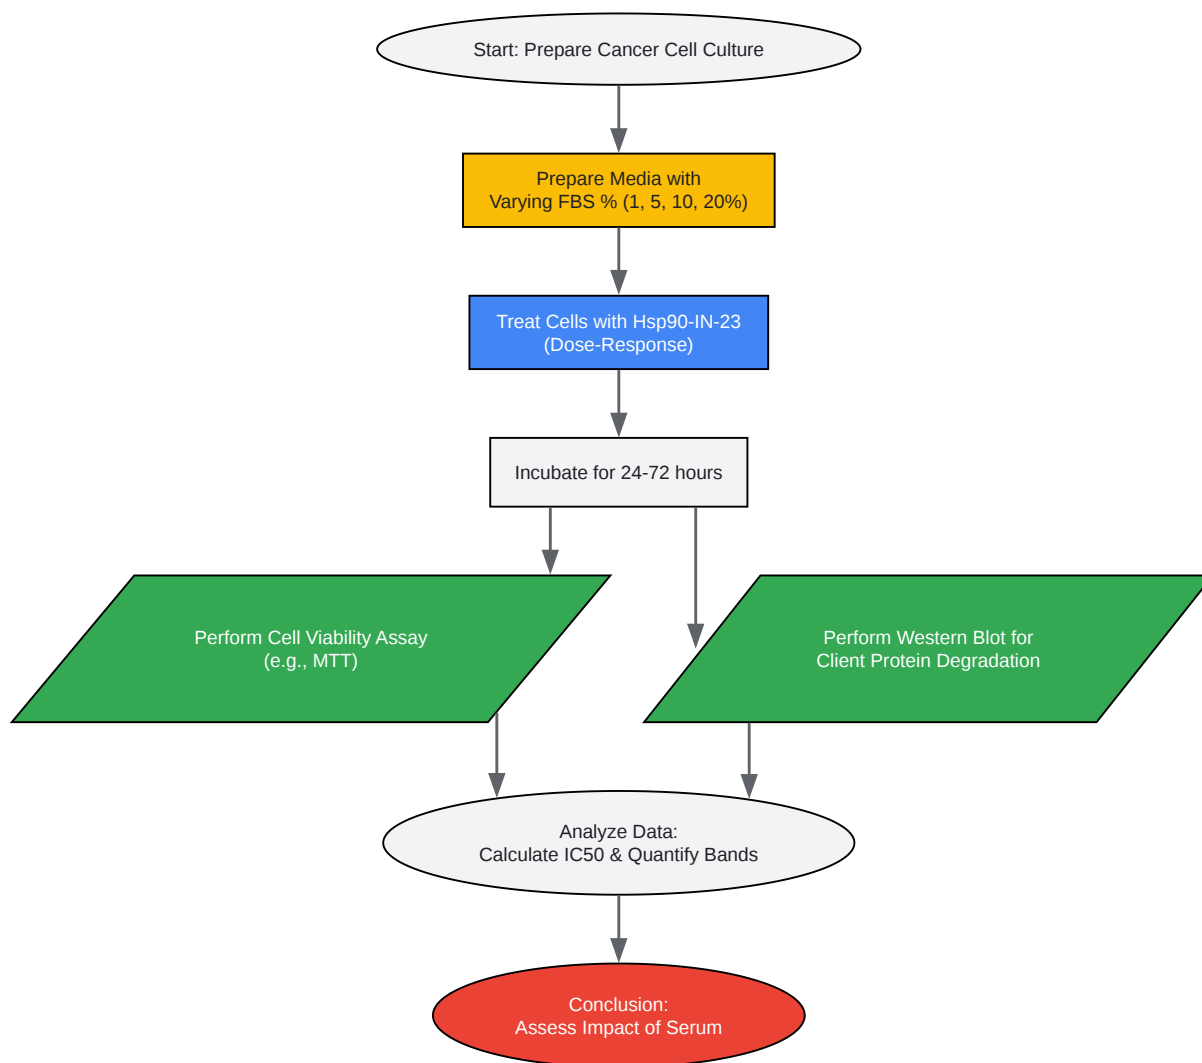 Start: Prepare Cancer Cell Culture
Prepare Media with
Varying FBS % (1, 5, 10, 20%)
Treat Cells with Hsp90-IN-23
(Dose-Response)
Incubate for 24-72 hours
Perform Cell Viability Assay
(e.g., MTT)
Perform Western Blot for
Client Protein Degradation
Analyze Data:
Calculate IC50 & Quantify Bands
Conclusion:
Assess Impact of Serum